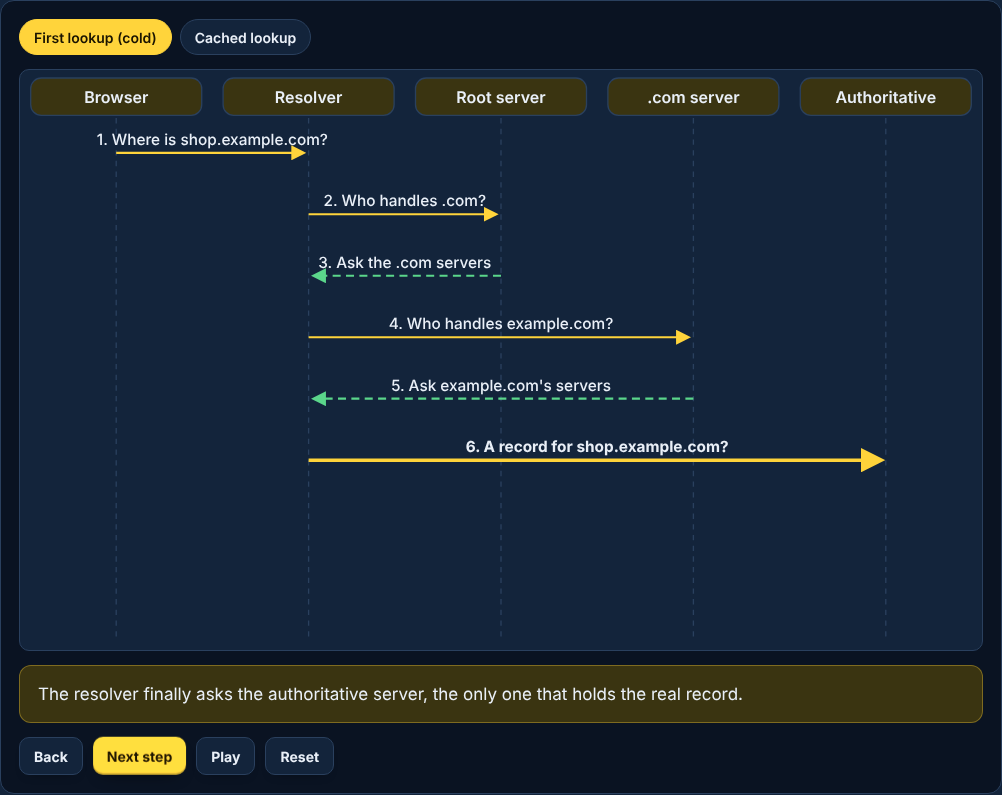 First lookup (cold)
Cached lookup
Browser
Resolver
Root server
.com server
Authoritative
1. Where is shop.example.com?
2. Who handles .com?
3. Ask the .com servers
4. Who handles example.com?
5. Ask example.com's servers
6. A record for shop.example.com?
The resolver finally asks the authoritative server, the only one that holds the real record.
Back
Next step
Play
Reset